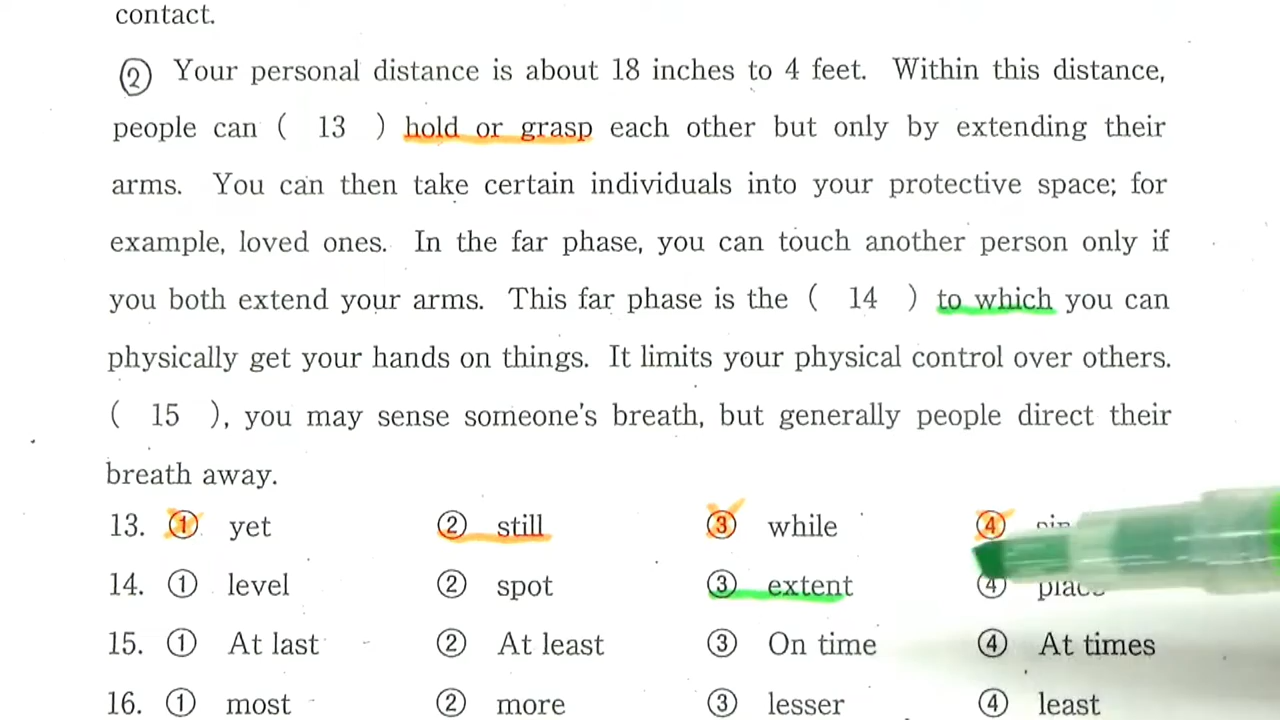 contact.
② Your personal distance is about 18 inches to 4 feet. Within this distance,
people can ( 13 ) hold or grasp each other but only by extending their
arms. You can then take certain individuals into your protective space; for
example, loved ones. In the far phase, you can touch another person only if
you both extend your arms. This far phase is the ( 14 ) to which you can
physically get your hands on things. It limits your physical control over others.
( 15 ), you may sense someone's breath, but generally people direct their
breath away.
13. ① yet ② still ③ while ④
14. ① level ② spot ③ extent ④
15. ① At last ② At least ③ On time ④ At times
16. ① most ② more ③ lesser ④ least